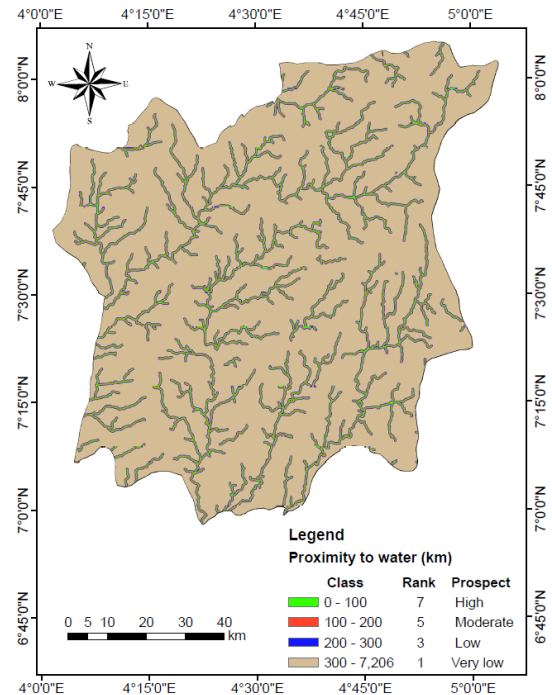 4°0'0"E 4°15'0"E 4°30'0"E 4°45'0"E 5°0'0"E
N
W E
S
8°0'0"N 8°0'0"N
7°45'0"N 7°45'0"N
7°30'0"N 7°30'0"N
7°15'0"N 7°15'0"N
7°0'0"N 7°0'0"N
6°45'0"N 6°45'0"N
Legend
Proximity to water (km)
Class Rank Prospect
0 - 100 7 High
100 - 200 5 Moderate
200 - 300 3 Low
300 - 7,206 1 Very low
0 5 10 20 30 40
km
4°0'0"E 4°15'0"E 4°30'0"E 4°45'0"E 5°0'0"E